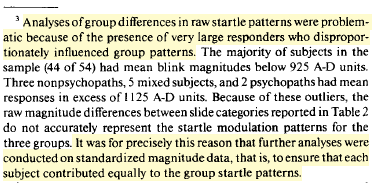 ³ Analyses of group differences in raw startle patterns were problem-
atic because of the presence of very large responders who dispropor-
tionately influenced group patterns. The majority of subjects in the
sample (44 of 54) had mean blink magnitudes below 925 A-D units.
Three nonpsychopaths, 5 mixed subjects, and 2 psychopaths had mean
responses in excess of 1125 A-D units. Because of these outliers, the
raw magnitude differences between slide categories reported in Table 2
do not accurately represent the startle modulation patterns for the
three groups. It was for precisely this reason that further analyses were
conducted on standardized magnitude data, that is, to ensure that each
subject contributed equally to the group startle patterns.